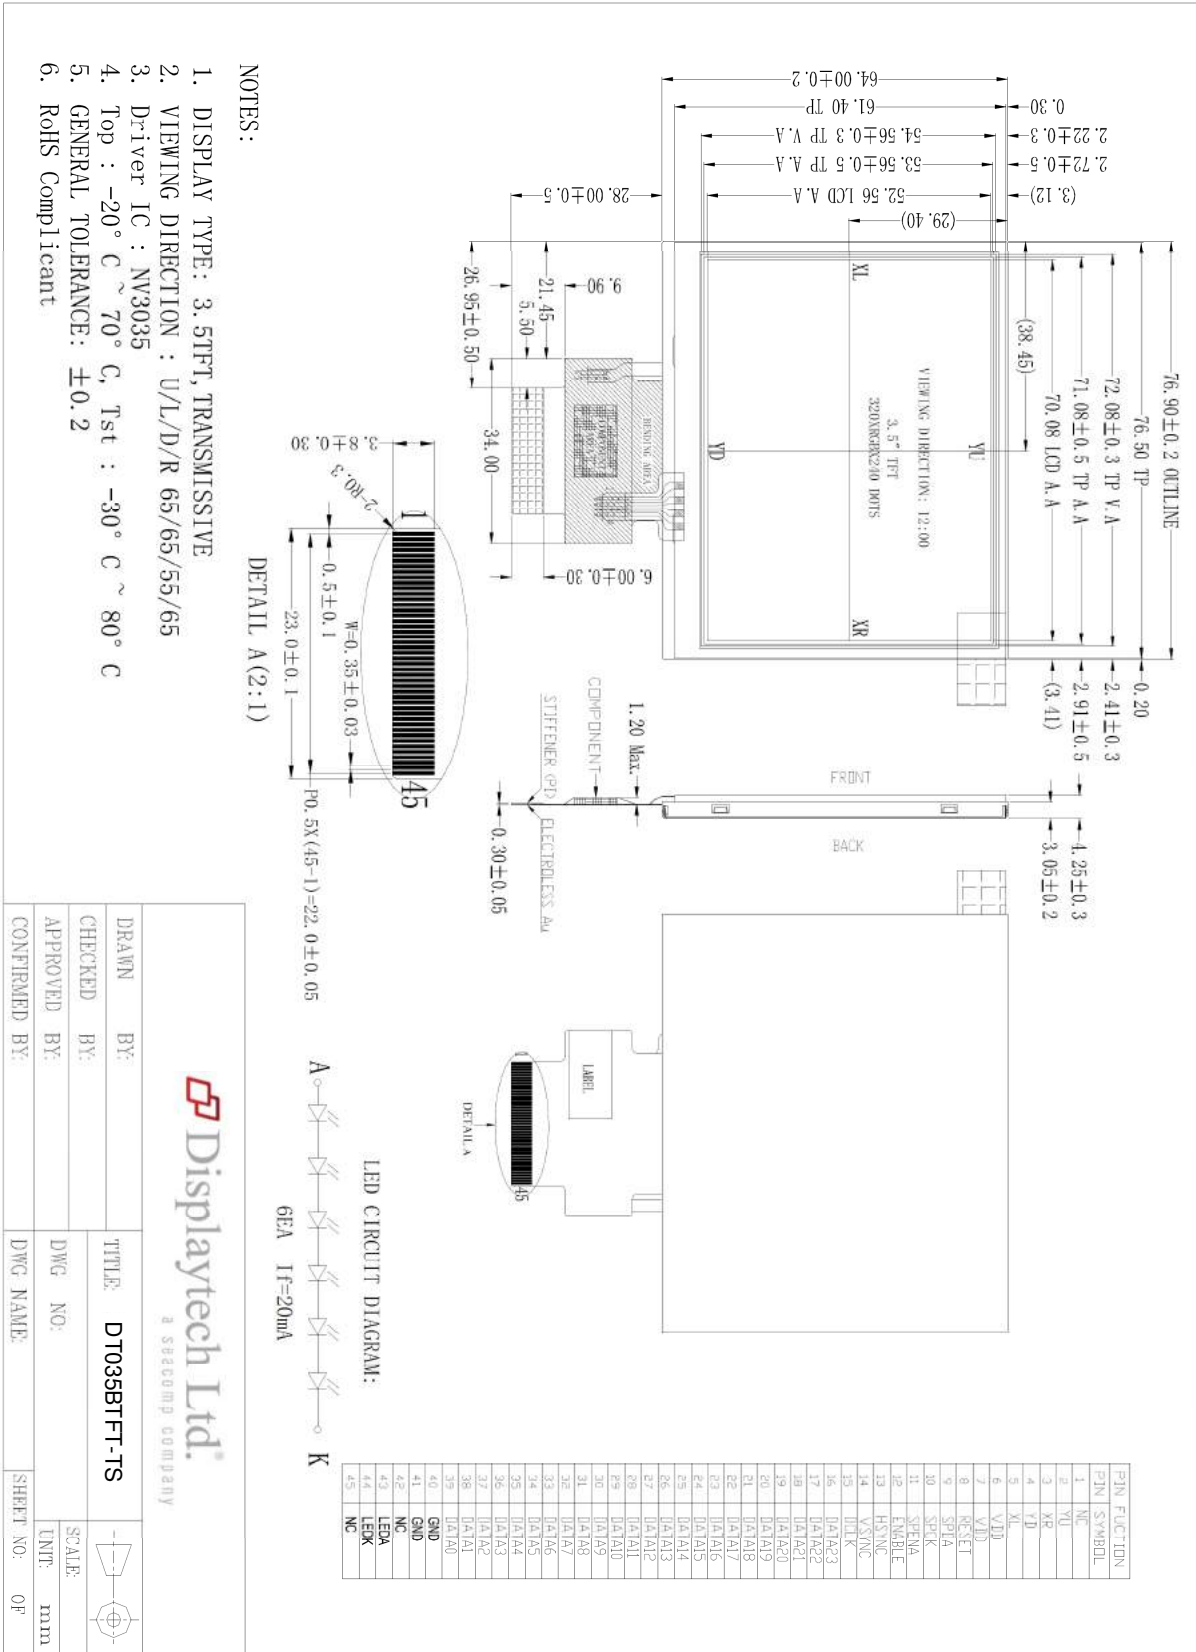 76.90±0.2 OUTLINE
76.50 TP
72.08±0.3 TP V.A
71.08±0.5 TP A.A
70.08 LCD A.A
(38.45)
0.20
2.41±0.3
2.91±0.5
(3.41)
64.00±0.2
61.40 TP
54.56±0.3 TP V.A
53.56±0.5 TP A.A
52.56 LCD A.A
(29.40)
0.30
2.22±0.3
2.72±0.5
(3.12)
28.00±0.5
YU
XL
XR
YD
VIEWING DIRECTION: 12:00
3.5" TFT
320XRGBX240 DOTS
BENDING AREA
COMPONENT
AREA
9.90
21.45
5.50
26.95±0.50
34.00
6.00±0.30
FRONT
BACK
4.25±0.3
3.05±0.2
1.20 Max.
COMPONENT
STIFFENER (PI)
ELECTROLESS Au
0.30±0.05
LABEL
45
DETAIL A
3.8±0.30
2-R0.3
0.5±0.1
W=0.35±0.03
23.0±0.1
P0.5X(45-1)=22.0±0.05
45
DETAIL A(2:1)
LED CIRCUIT DIAGRAM:
A
K
6EA If=20mA
PIN FUCTION
PIN SYMBOL
1 NC
2 YU
3 XR
4 YD
5 XL
6 VDD
7 VDD
8 RESET
9 SPDA
10 SPCK
11 SPENA
12 ENABLE
13 HSYNC
14 VSYNC
15 DCLK
16 DATA23
17 DATA22
18 DATA21
19 DATA20
20 DATA19
21 DATA18
22 DATA17
23 DATA16
24 DATA15
25 DATA14
26 DATA13
27 DATA12
28 DATA11
29 DATA10
30 DATA9
31 DATA8
32 DATA7
33 DATA6
34 DATA5
35 DATA4
36 DATA3
37 DATA2
38 DATA1
39 DATA0
40 GND
41 GND
42 NC
43 LEDA
44 LEDK
45 NC
NOTES:
1. DISPLAY TYPE: 3.5TFT, TRANSMISSIVE
2. VIEWING DIRECTION : U/L/D/R 65/65/55/65
3. Driver IC : NV3035
4. Top : -20° C ~ 70° C, Tst : -30° C ~ 80° C
5. GENERAL TOLERANCE: ±0.2
6. RoHS Complicant
Displaytech Ltd.®
a seacomp company
DRAWN BY:
CHECKED BY:
APPROVED BY:
CONFIRMED BY:
TITLE: DT035BTFT-TS
DWG NO:
DWG NAME:
SCALE:
UNIT: mm
SHEET NO: OF